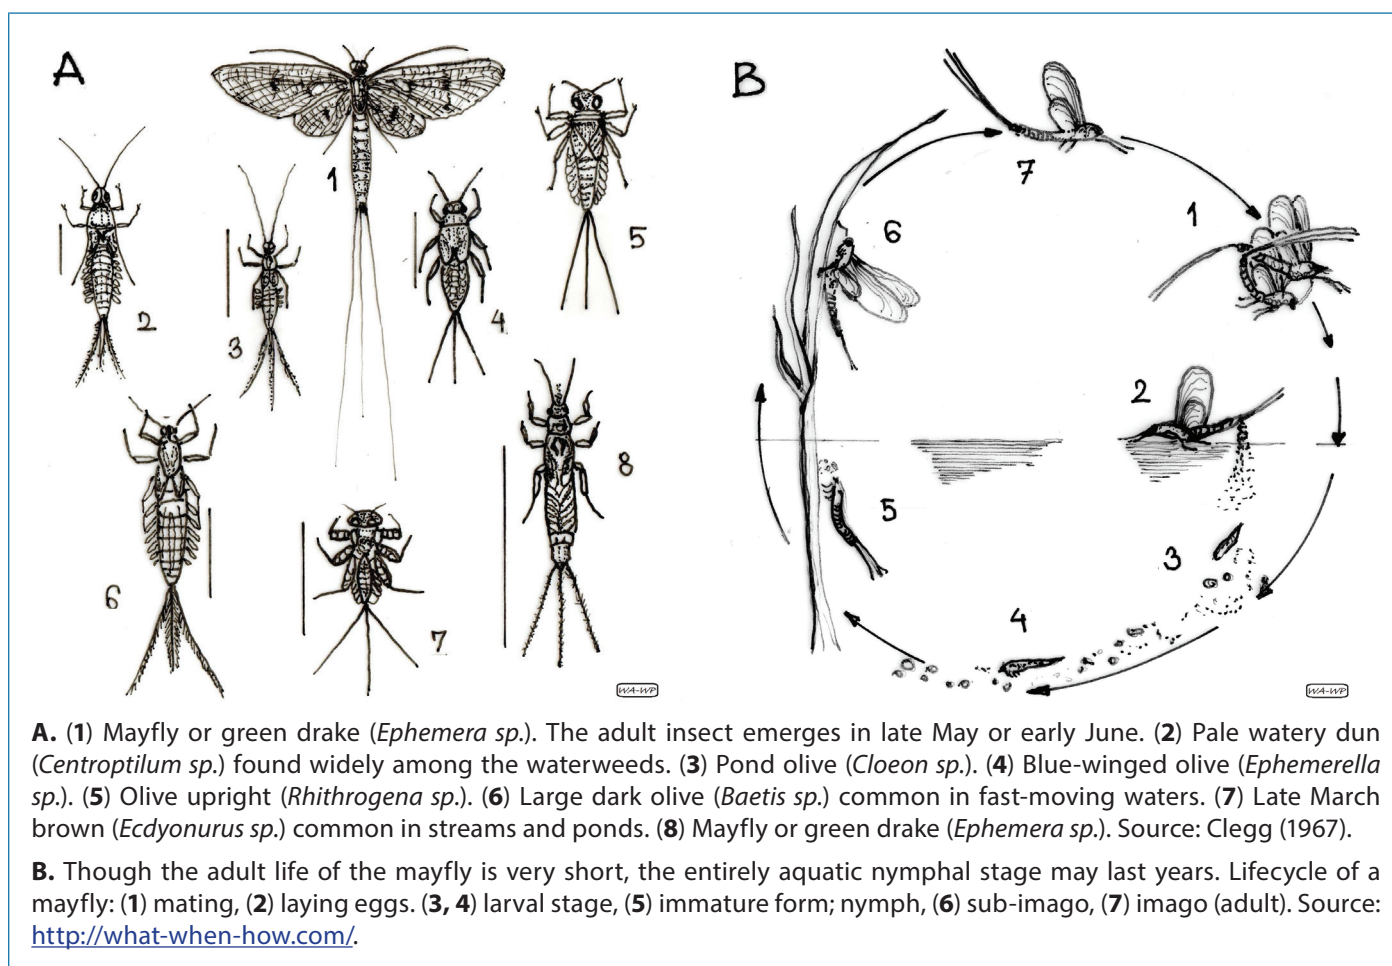 A
B
1
2
3
4
5
6
7
8
7
1
6
2
5
3
4
WA-WP
WA-WP
A. (1) Mayfly or green drake (Ephemera sp.). The adult insect emerges in late May or early June. (2) Pale watery dun
(Centroptilum sp.) found widely among the waterweeds. (3) Pond olive (Cloeon sp.). (4) Blue-winged olive (Ephemerella
sp.). (5) Olive upright (Rhithrogena sp.). (6) Large dark olive (Baetis sp.) common in fast-moving waters. (7) Late March
brown (Ecdyonurus sp.) common in streams and ponds. (8) Mayfly or green drake (Ephemera sp.). Source: Clegg (1967).
B. Though the adult life of the mayfly is very short, the entirely aquatic nymphal stage may last years. Lifecycle of a
mayfly: (1) mating, (2) laying eggs. (3, 4) larval stage, (5) immature form; nymph, (6) sub-imago, (7) imago (adult). Source:
http://what-when-how.com/.